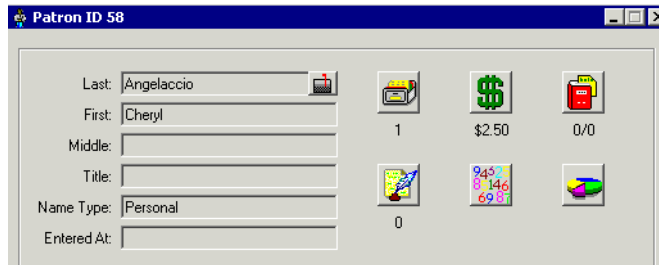 Patron ID 58
Last: Angelaccio
First: Cheryl
Middle:
Title:
Name Type: Personal
Entered At:
1 $2.50 0/0
0